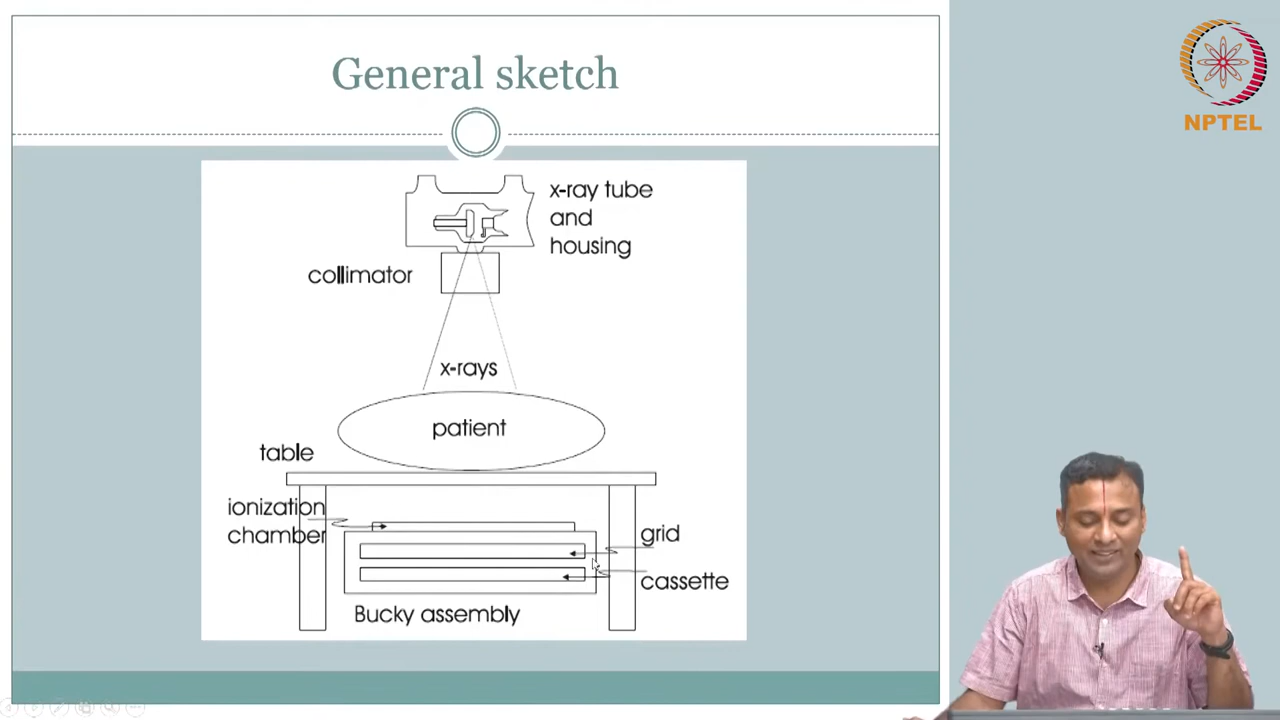 General sketch
NPTEL
x-ray tube
and
housing
collimator
x-rays
patient
table
ionization
chamber
grid
cassette
Bucky assembly